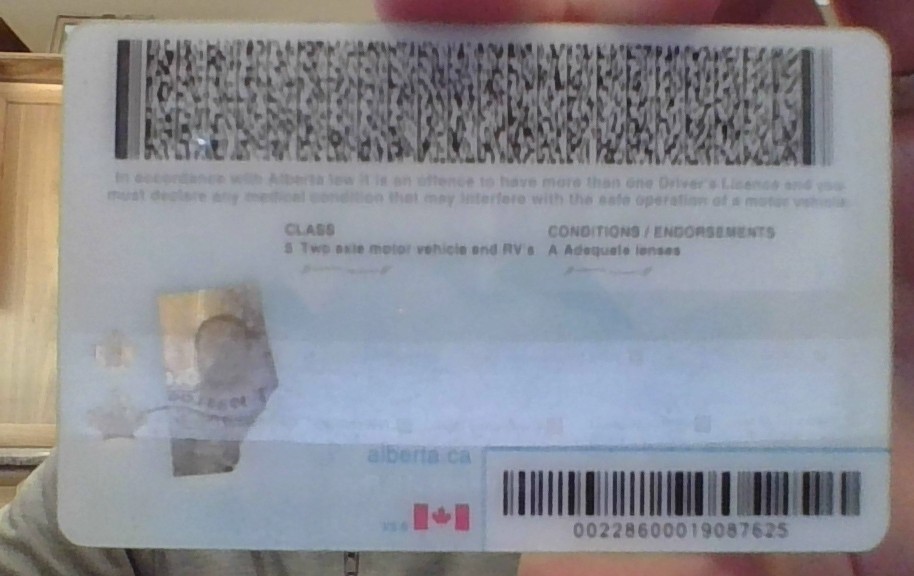 In accordance with Alberta law it is an offence to have more than one Driver's License and you
must declare any medical condition that may interfere with the safe operation of a motor vehicle.
CLASS
5 Two axle motor vehicle and RV's
CONDITIONS / ENDORSEMENTS
A Adequate lenses
alberta.ca
00228600019087625